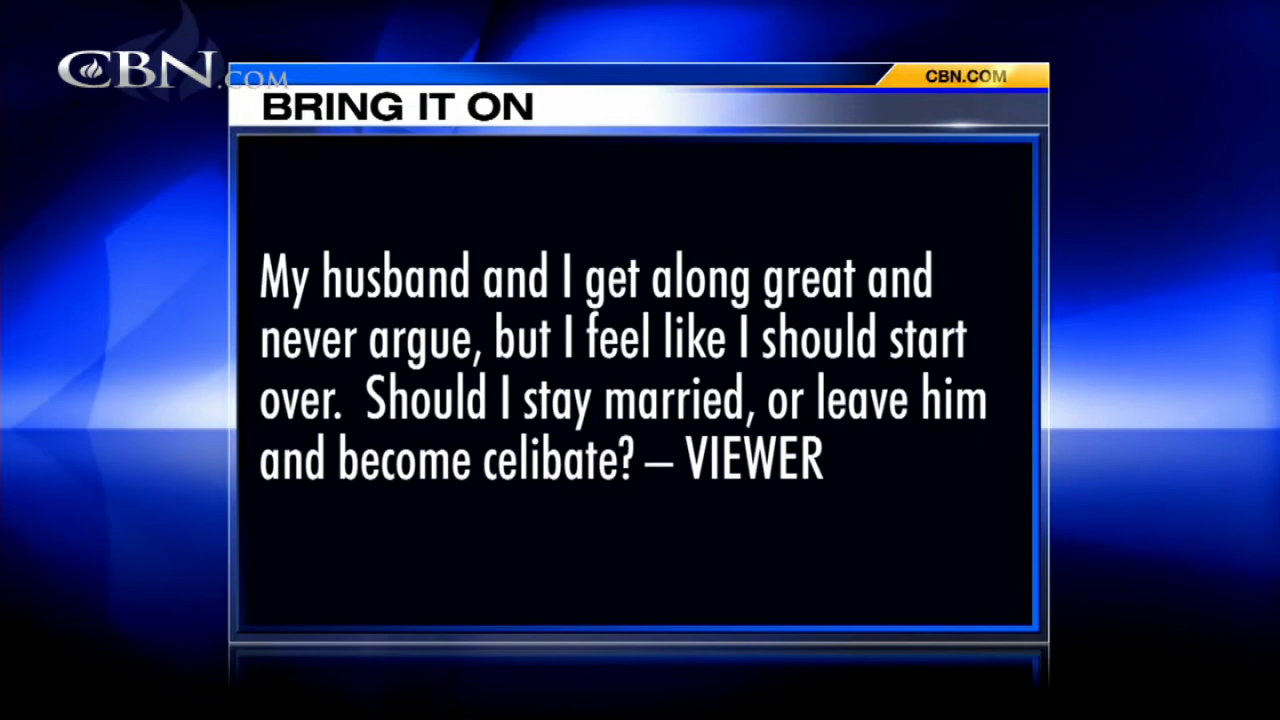 CBN.COM
CBN.COM
BRING IT ON
My husband and I get along great and
never argue, but I feel like I should start
over.  Should I stay married, or leave him
and become celibate? – VIEWER